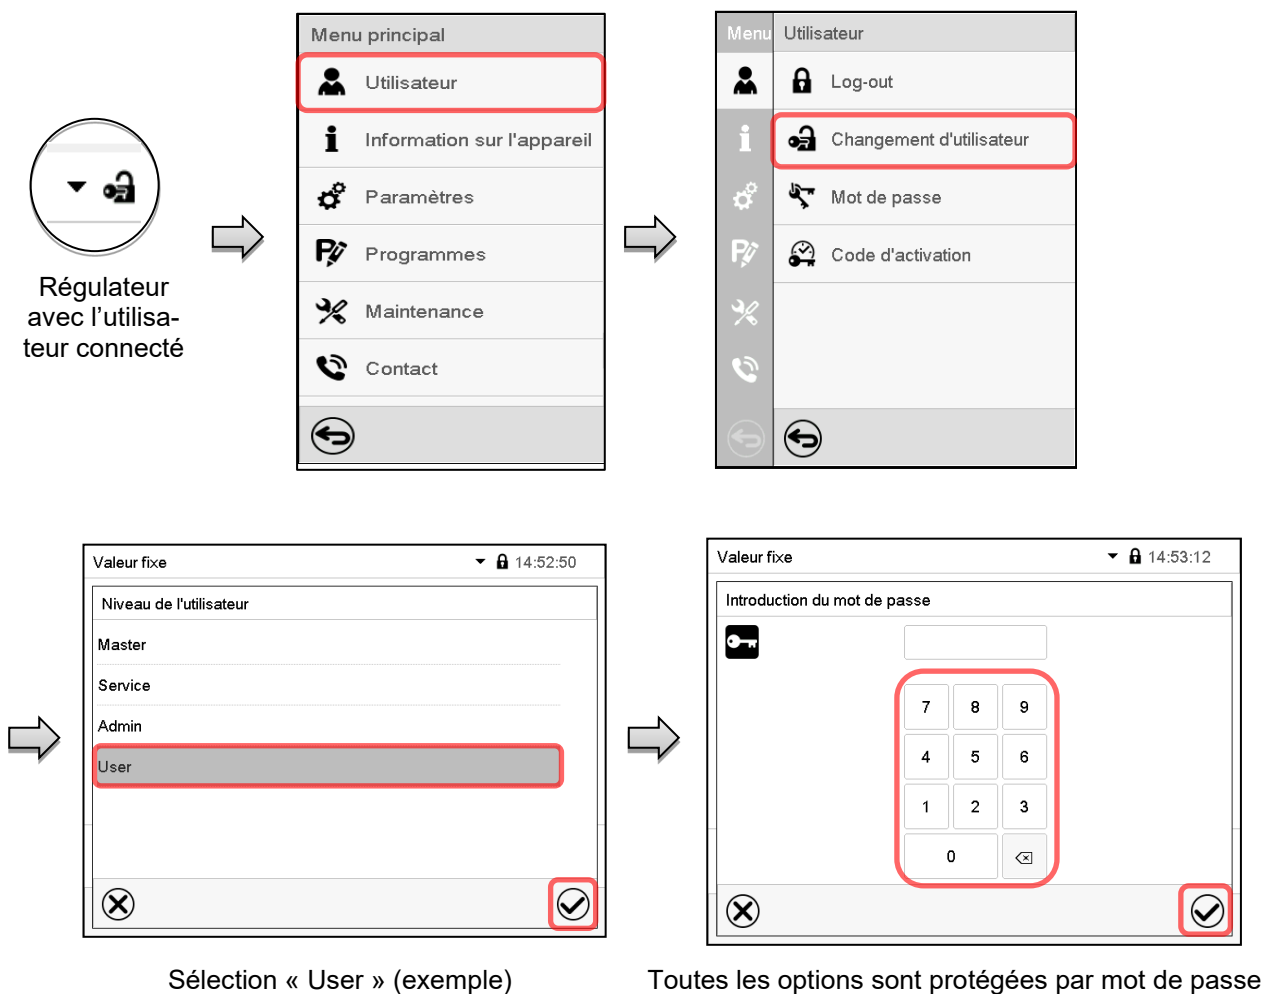 Régulateur
avec l’utilisa-
teur connecté
Menu principal
Utilisateur
Information sur l'appareil
Paramètres
Programmes
Maintenance
Contact
Menu
Utilisateur
Log-out
Changement d'utilisateur
Mot de passe
Code d'activation
Valeur fixe
14:52:50
Niveau de l'utilisateur
Master
Service
Admin
User
Sélection « User » (exemple)
Valeur fixe
14:53:12
Introduction du mot de passe
7 8 9
4 5 6
1 2 3
0
Toutes les options sont protégées par mot de passe